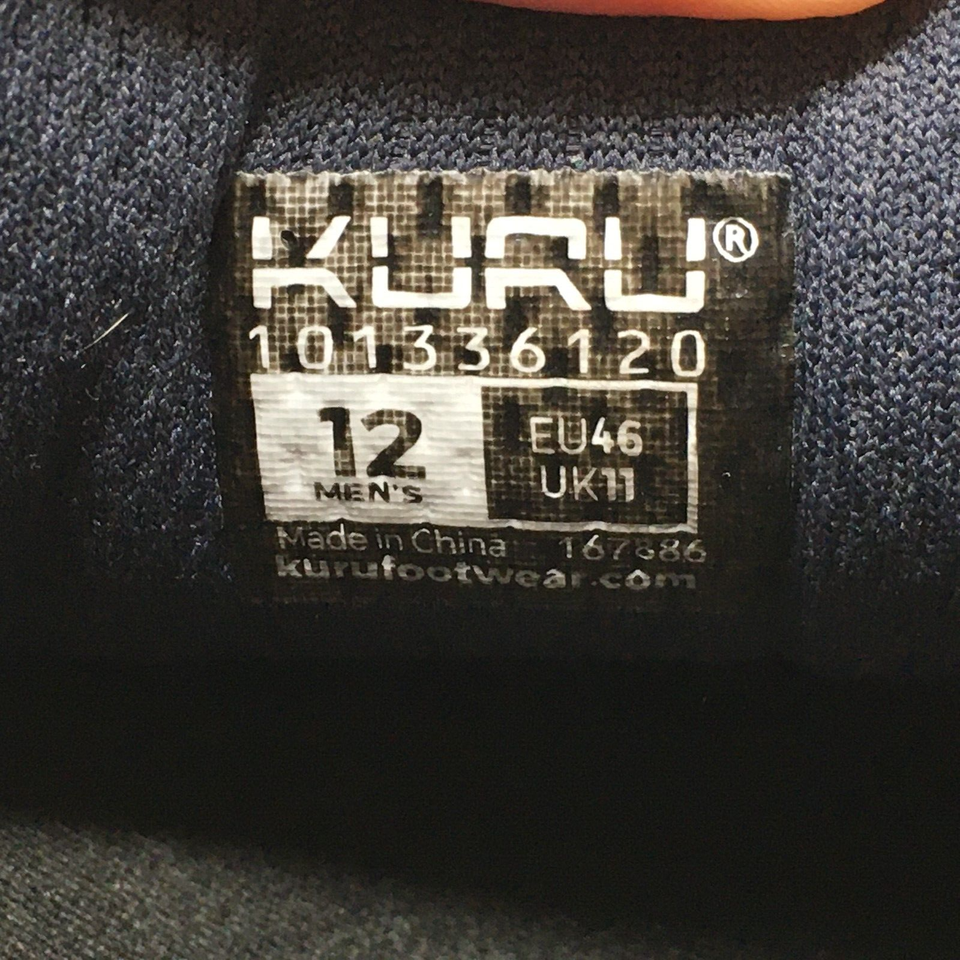 KURU®
101336120
12 EU46
MEN'S UK11
Made in China 167886
kurufootwear.com